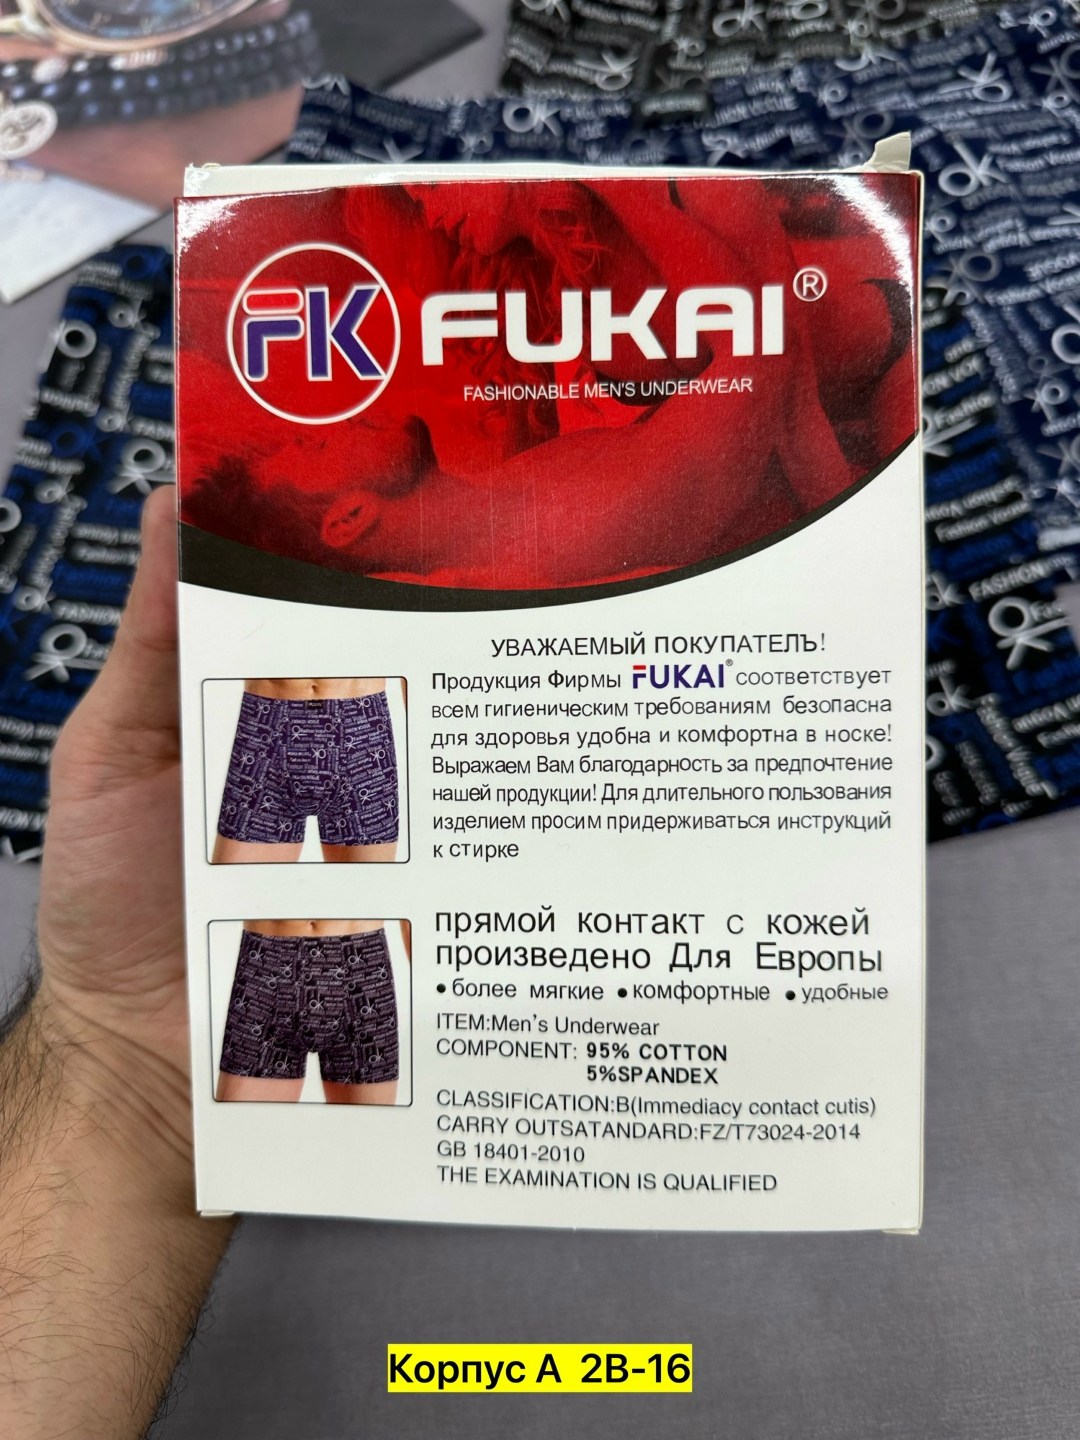 FK FUKAI®
FASHIONABLE MEN'S UNDERWEAR
УВАЖАЕМЫЙ ПОКУПАТЕЛЪ!
Продукция Фирмы FUKAI® соответствует
всем гигиеническим требованиям безопасна
для здоровья удобна и комфортна в носке!
Выражаем Вам благодарность за предпочтение
нашей продукции! Для длительного пользования
изделием просим придерживаться инструкций
к стирке
прямой контакт с кожей
произведено Для Европы
•более мягкие •комфортные •удобные
ITEM:Men's Underwear
COMPONENT: 95% COTTON
5%SPANDEX
CLASSIFICATION:B(Immediacy contact cutis)
CARRY OUTSATANDARD:FZ/T73024-2014
GB 18401-2010
THE EXAMINATION IS QUALIFIED
Корпус А 2В-16